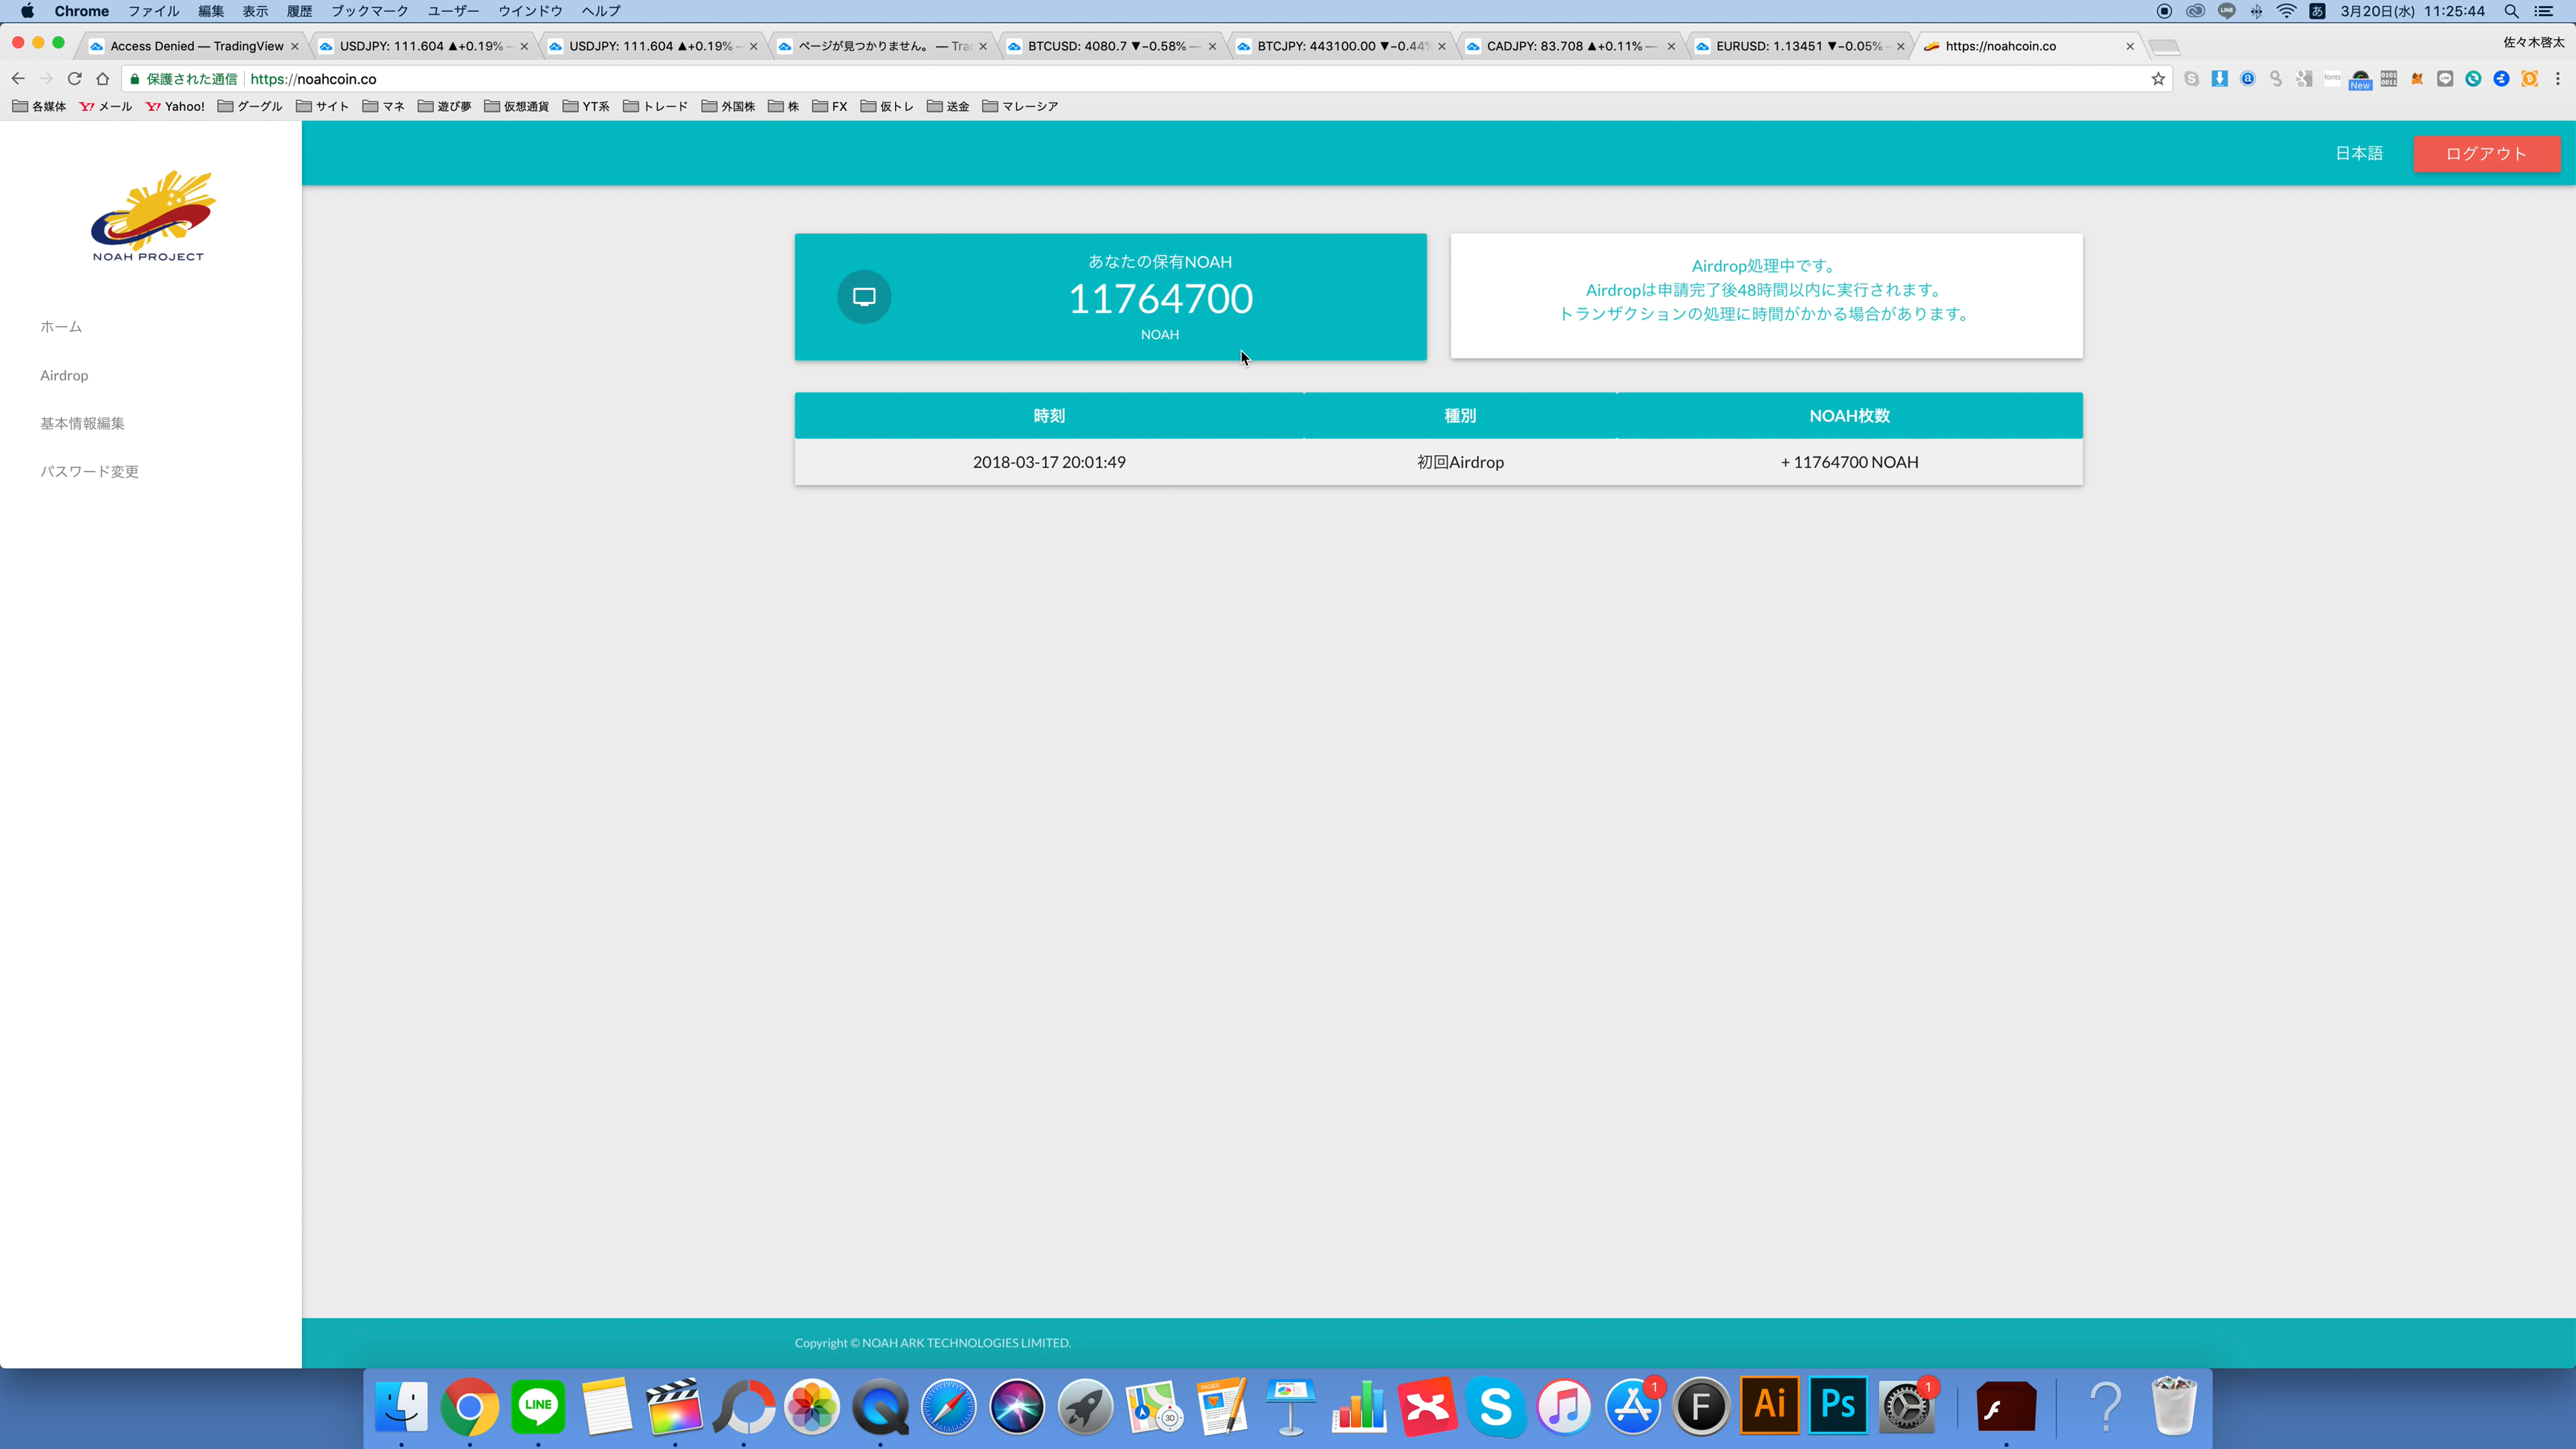 Chrome ファイル 編集 表示 履歴 ブックマーク ユーザー ウインドウ ヘルプ
LINE あ 3月20日(水) 11:25:44
Access Denied — TradingView
USDJPY: 111.604 ▲+0.19% -
USDJPY: 111.604 ▲+0.19% -
ページが見つかりません。 — Tra
BTCUSD: 4080.7 ▼−0.58% —
BTCJPY: 443100.00 ▼−0.44%
CADJPY: 83.708 ▲+0.11% —
EURUSD: 1.13451 ▼−0.05% -
https://noahcoin.co
佐々木啓太
保護された通信 https://noahcoin.co
fonts New
各媒体 メール Yahoo! グーグル サイト マネ 遊び夢 仮想通貨 YT系 トレード 外国株 株 FX 仮トレ 送金 マレーシア
日本語 ログアウト
NOAH PROJECT
ホーム
Airdrop
基本情報編集
パスワード変更
あなたの保有NOAH
11764700
NOAH
Airdrop処理中です。
Airdropは申請完了後48時間以内に実行されます。
トランザクションの処理に時間がかかる場合があります。
時刻 種別 NOAH枚数
2018-03-17 20:01:49 初回Airdrop + 11764700 NOAH
Copyright © NOAH ARK TECHNOLOGIES LIMITED.
LINE 3D PAGES S 1 F Ai Ps 1